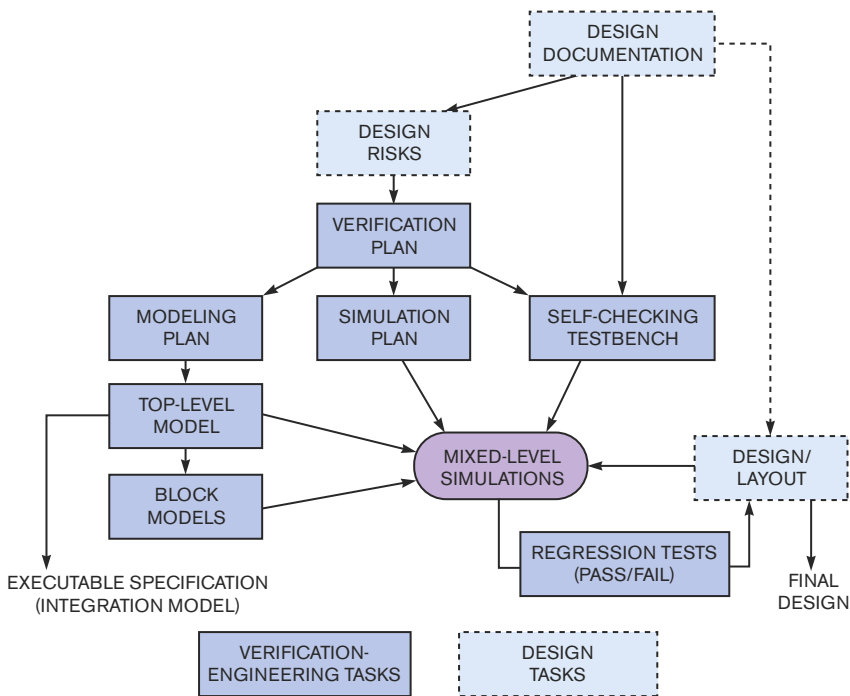 DESIGN
DOCUMENTATION
DESIGN
RISKS
VERIFICATION
PLAN
MODELING
PLAN
SIMULATION
PLAN
SELF-CHECKING
TESTBENCH
TOP-LEVEL
MODEL
MIXED-LEVEL
SIMULATIONS
DESIGN/
LAYOUT
BLOCK
MODELS
REGRESSION TESTS
(PASS/FAIL)
EXECUTABLE SPECIFICATION
(INTEGRATION MODEL)
FINAL
DESIGN
VERIFICATION-
ENGINEERING TASKS
DESIGN
TASKS